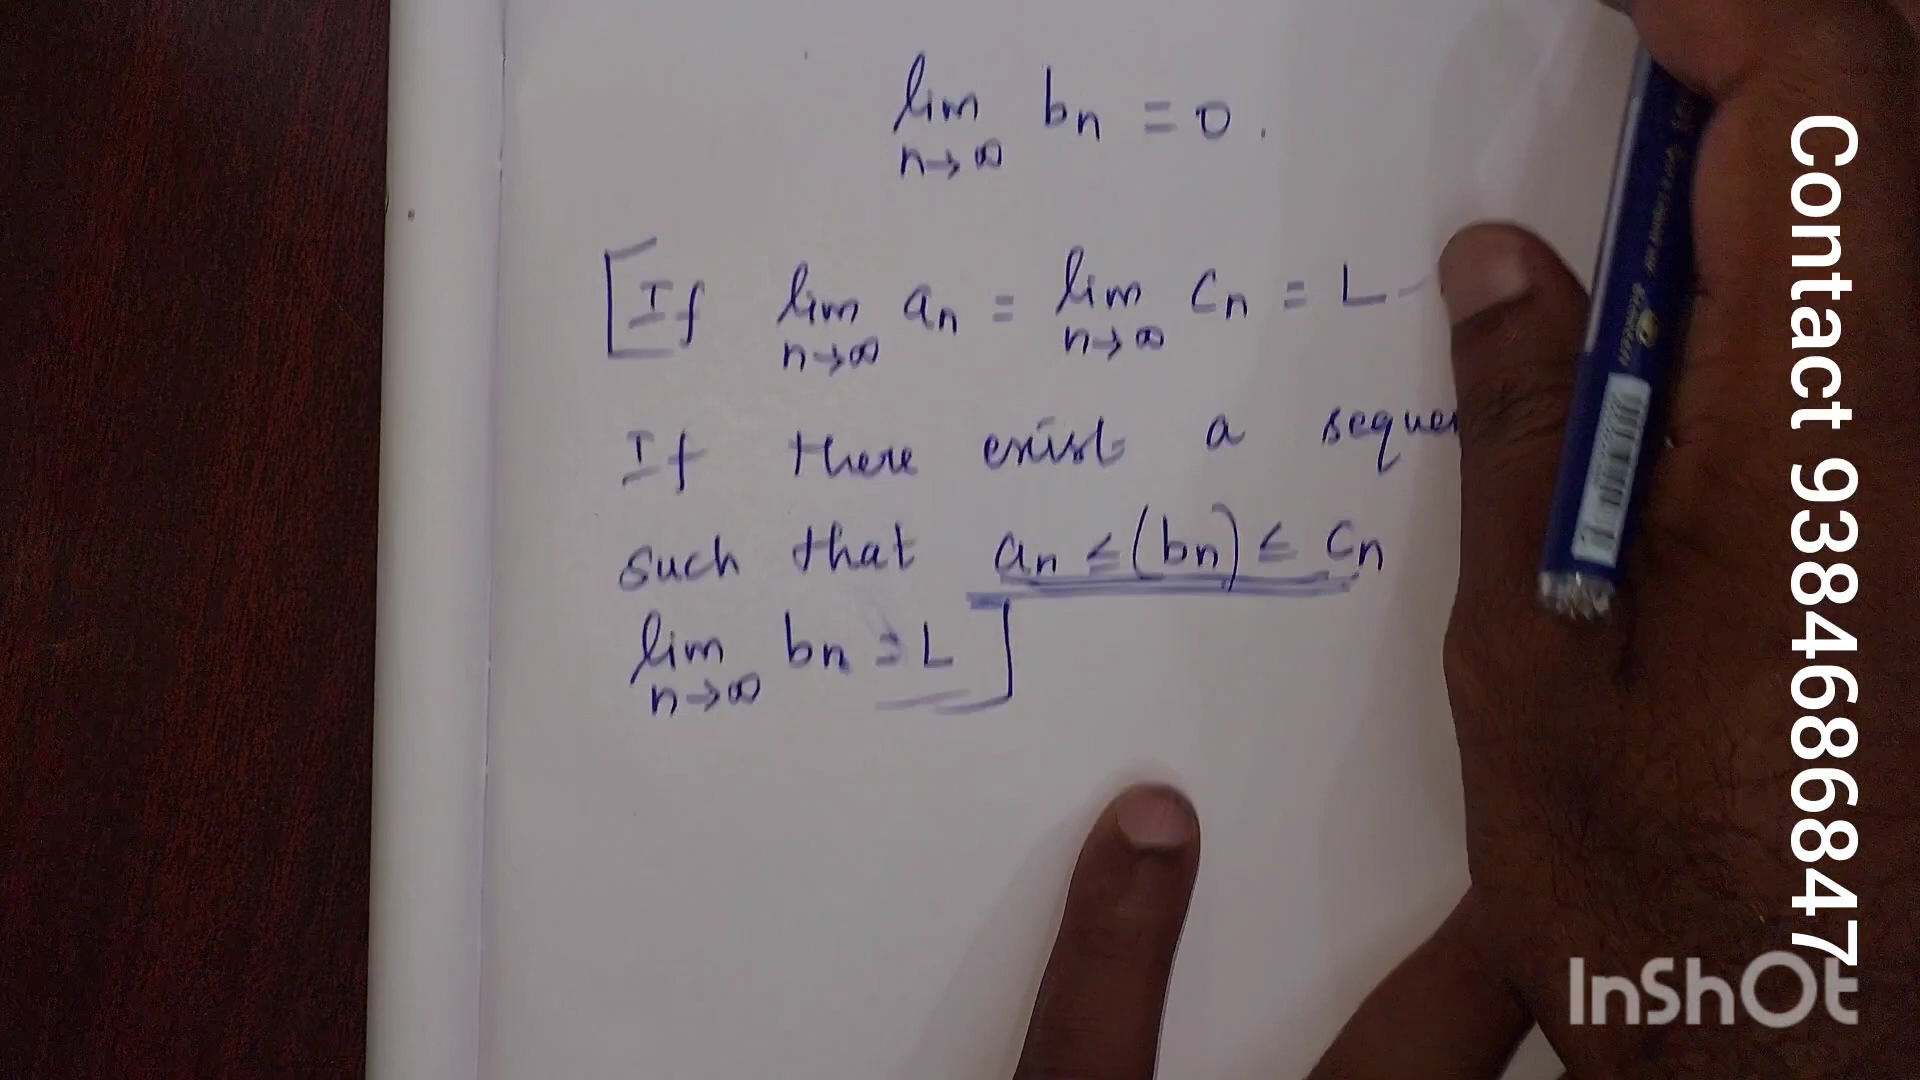 lim bn = 0.
n→∞
[If lim an = lim cn = L
n→∞ n→∞
If there exist a
such that an ≤ (bn) ≤ cn
lim bn = L]
n→∞
Contact 9384686847
InShOt